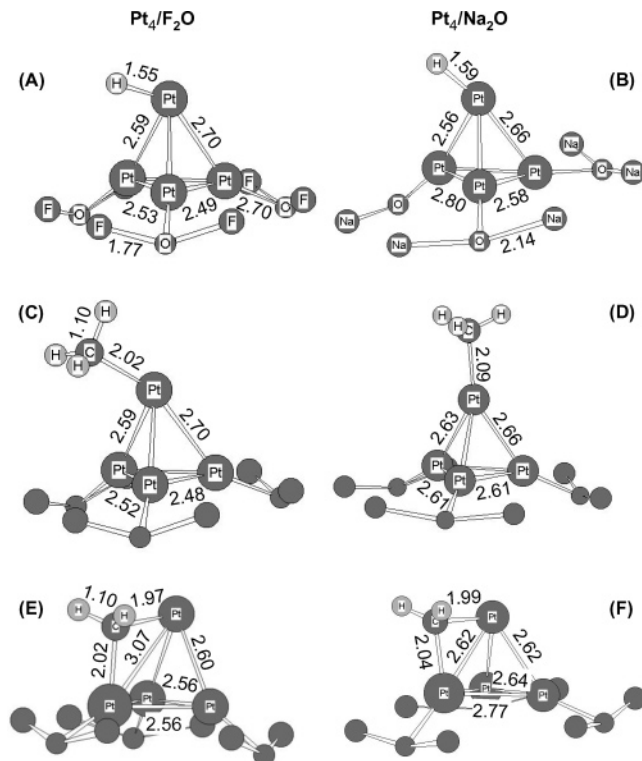 Pt4/F2O
Pt4/Na2O
(A)
H
1.55
Pt
2.59
2.70
Pt
Pt
Pt
F
F
2.53
2.49
2.70
F
O
F
F
O
1.77
O
(B)
H
1.59
Pt
2.56
2.66
Na
Pt
Pt
Pt
O
Na
2.80
2.58
O
Na
Na
Na
O
2.14
(C)
H
1.10
H
C
H
2.02
Pt
2.59
2.70
Pt
Pt
Pt
2.52
2.48
(D)
H
H
C
H
2.09
Pt
2.63
2.66
Pt
Pt
Pt
2.61
2.61
(E)
1.10
1.97
H
H
C
Pt
2.02
3.07
2.60
2.56
Pt
Pt
Pt
2.56
(F)
1.99
H
H
C
Pt
2.04
2.62
2.62
2.64
Pt
Pt
Pt
2.77